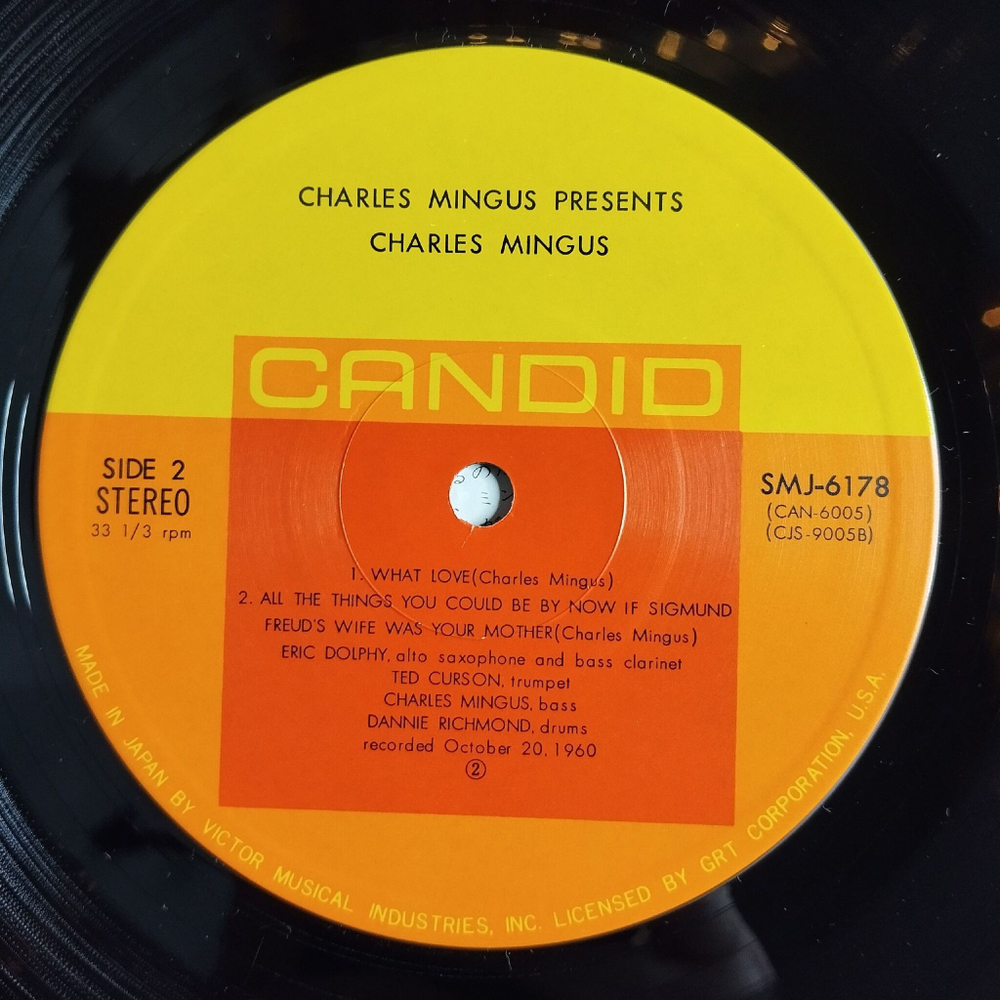 CHARLES MINGUS PRESENTS
CHARLES MINGUS
CANDID
SIDE 2
STEREO
33 1/3 rpm
SMJ-6178
(CAN-6005)
(CJS-9005B)
1. WHAT LOVE(Charles Mingus)
2. ALL THE THINGS YOU COULD BE BY NOW IF SIGMUND
FREUD'S WIFE WAS YOUR MOTHER(Charles Mingus)
ERIC DOLPHY, alto saxophone and bass clarinet
TED CURSON, trumpet
CHARLES MINGUS, bass
DANNIE RICHMOND, drums
recorded October 20, 1960
②
MADE IN JAPAN BY VICTOR MUSICAL INDUSTRIES, INC. LICENSED BY GRT CORPORATION, U.S.A.